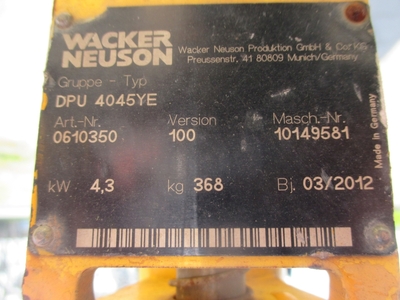 WACKER
NEUSON
Wacker Neuson Produktion GmbH & Co. KG
Preussenstr. 41 80809 Munich/Germany
Gruppe - Typ
DPU 4045YE
Art.-Nr. Version Masch.-Nr.
0610350 100 10149581
kW 4,3 kg 368 Bj. 03/2012
Made in Germany